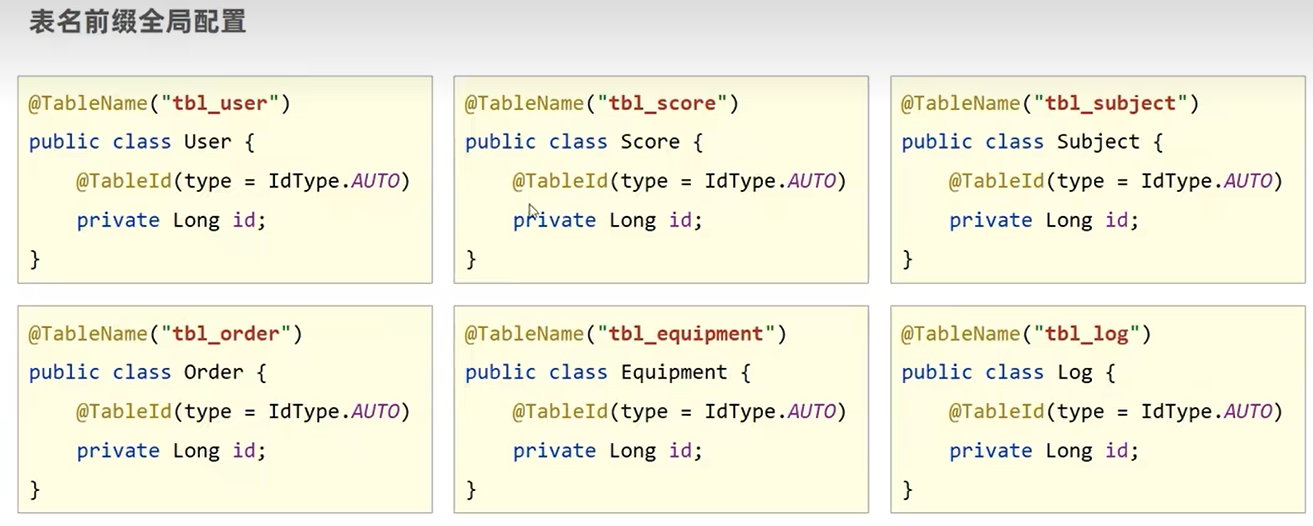 表名前缀全局配置
@TableName("tbl_user")
public class User {
    @TableId(type = IdType.AUTO)
    private Long id;
}
@TableName("tbl_score")
public class Score {
    @TableId(type = IdType.AUTO)
    private Long id;
}
@TableName("tbl_subject")
public class Subject {
    @TableId(type = IdType.AUTO)
    private Long id;
}
@TableName("tbl_order")
public class Order {
    @TableId(type = IdType.AUTO)
    private Long id;
}
@TableName("tbl_equipment")
public class Equipment {
    @TableId(type = IdType.AUTO)
    private Long id;
}
@TableName("tbl_log")
public class Log {
    @TableId(type = IdType.AUTO)
    private Long id;
}